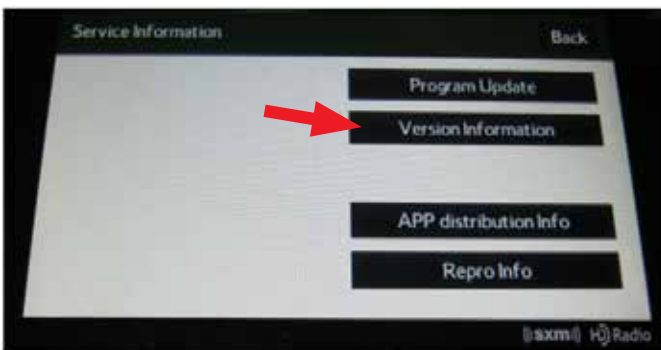 Service Information
Back
Program Update
Version Information
APP distribution Info
Repro Info
((sxm)) HD Radio